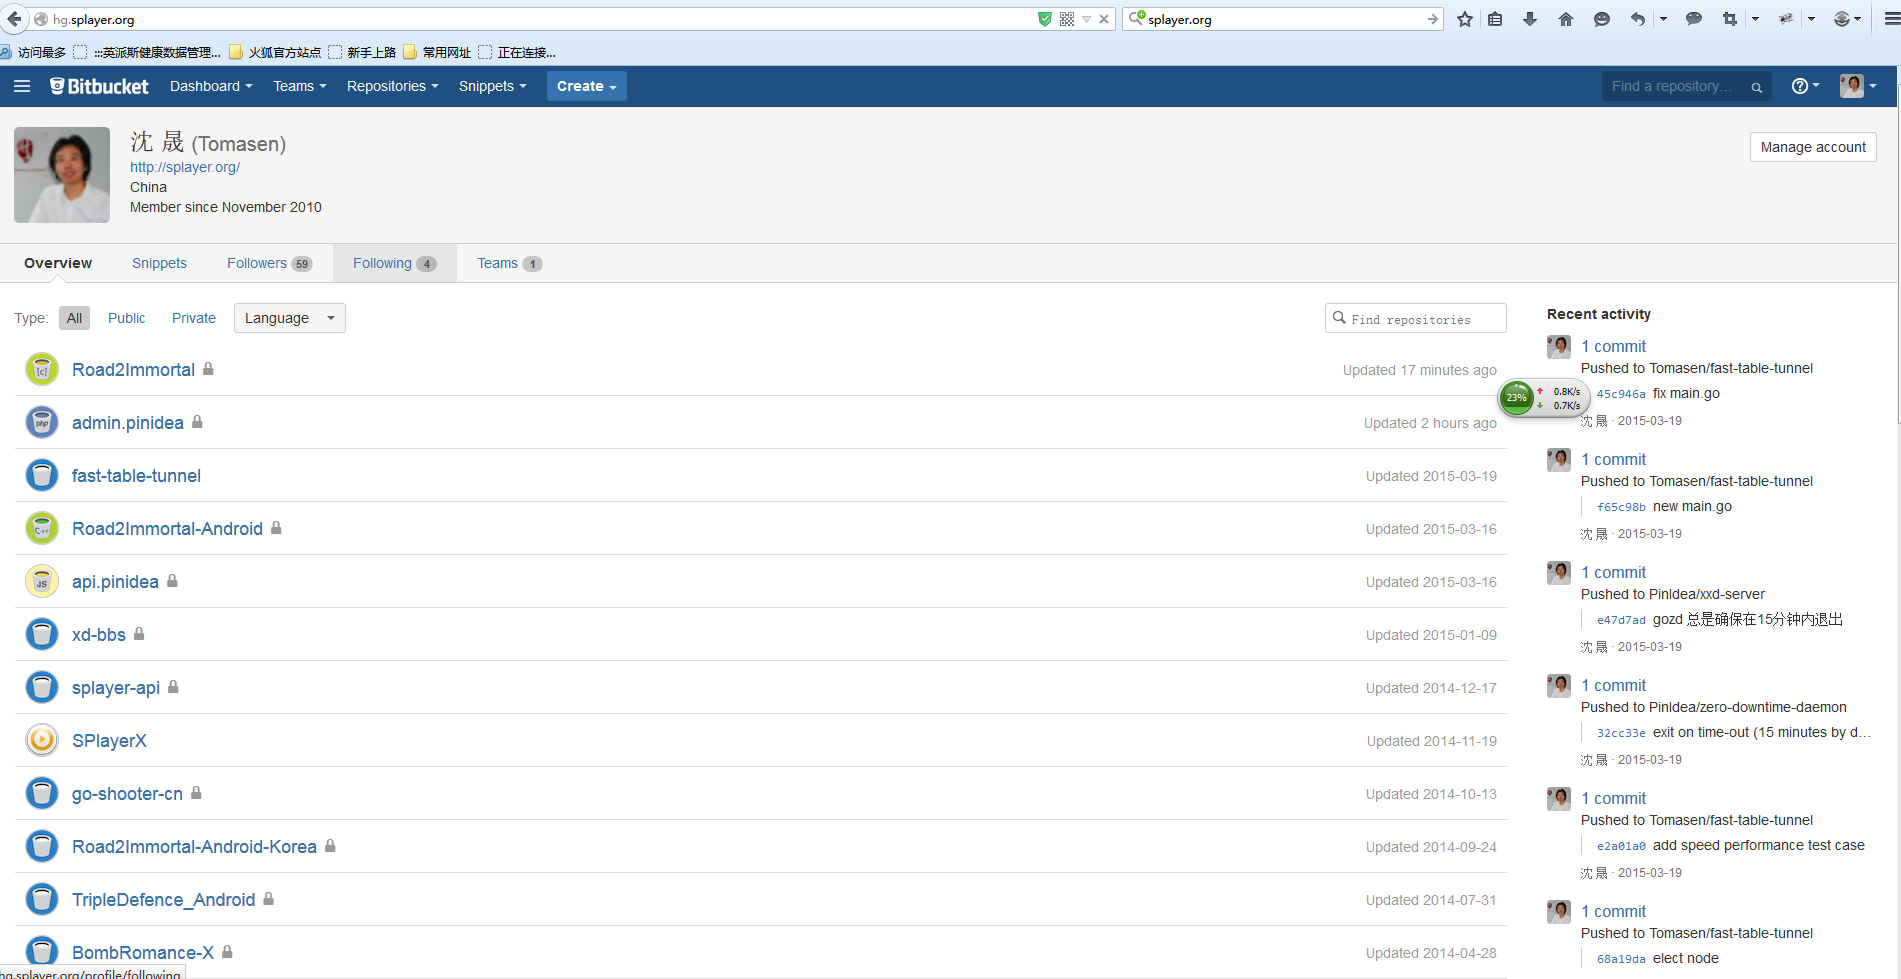 hg.splayer.org
splayer.org
访问最多 :::英派斯健康数据管理... 火狐官方站点 新手上路 常用网址 正在连接...
Bitbucket Dashboard Teams Repositories Snippets Create Find a repository...
沈 晟 (Tomasen)
http://splayer.org/
China
Member since November 2010
Manage account
Overview Snippets Followers 59 Following 4 Teams 1
Type: All Public Private Language Find repositories
Road2Immortal Updated 17 minutes ago
admin.pinidea Updated 2 hours ago
fast-table-tunnel Updated 2015-03-19
Road2Immortal-Android Updated 2015-03-16
api.pinidea Updated 2015-03-16
xd-bbs Updated 2015-01-09
splayer-api Updated 2014-12-17
SPlayerX Updated 2014-11-19
go-shooter-cn Updated 2014-10-13
Road2Immortal-Android-Korea Updated 2014-09-24
TripleDefence_Android Updated 2014-07-31
BombRomance-X Updated 2014-04-28
Recent activity
1 commit
Pushed to Tomasen/fast-table-tunnel
45c946a fix main.go
沈 晟 · 2015-03-19
1 commit
Pushed to Tomasen/fast-table-tunnel
f65c98b new main.go
沈 晟 · 2015-03-19
1 commit
Pushed to PinIdea/xxd-server
e47d7ad gozd 总是确保在15分钟内退出
沈 晟 · 2015-03-19
1 commit
Pushed to PinIdea/zero-downtime-daemon
32cc33e exit on time-out (15 minutes by d...
沈 晟 · 2015-03-19
1 commit
Pushed to Tomasen/fast-table-tunnel
e2a01a0 add speed performance test case
沈 晟 · 2015-03-19
1 commit
Pushed to Tomasen/fast-table-tunnel
68a19da elect node
23% 0.8K/s
0.7K/s
hg.splayer.org/profile/following